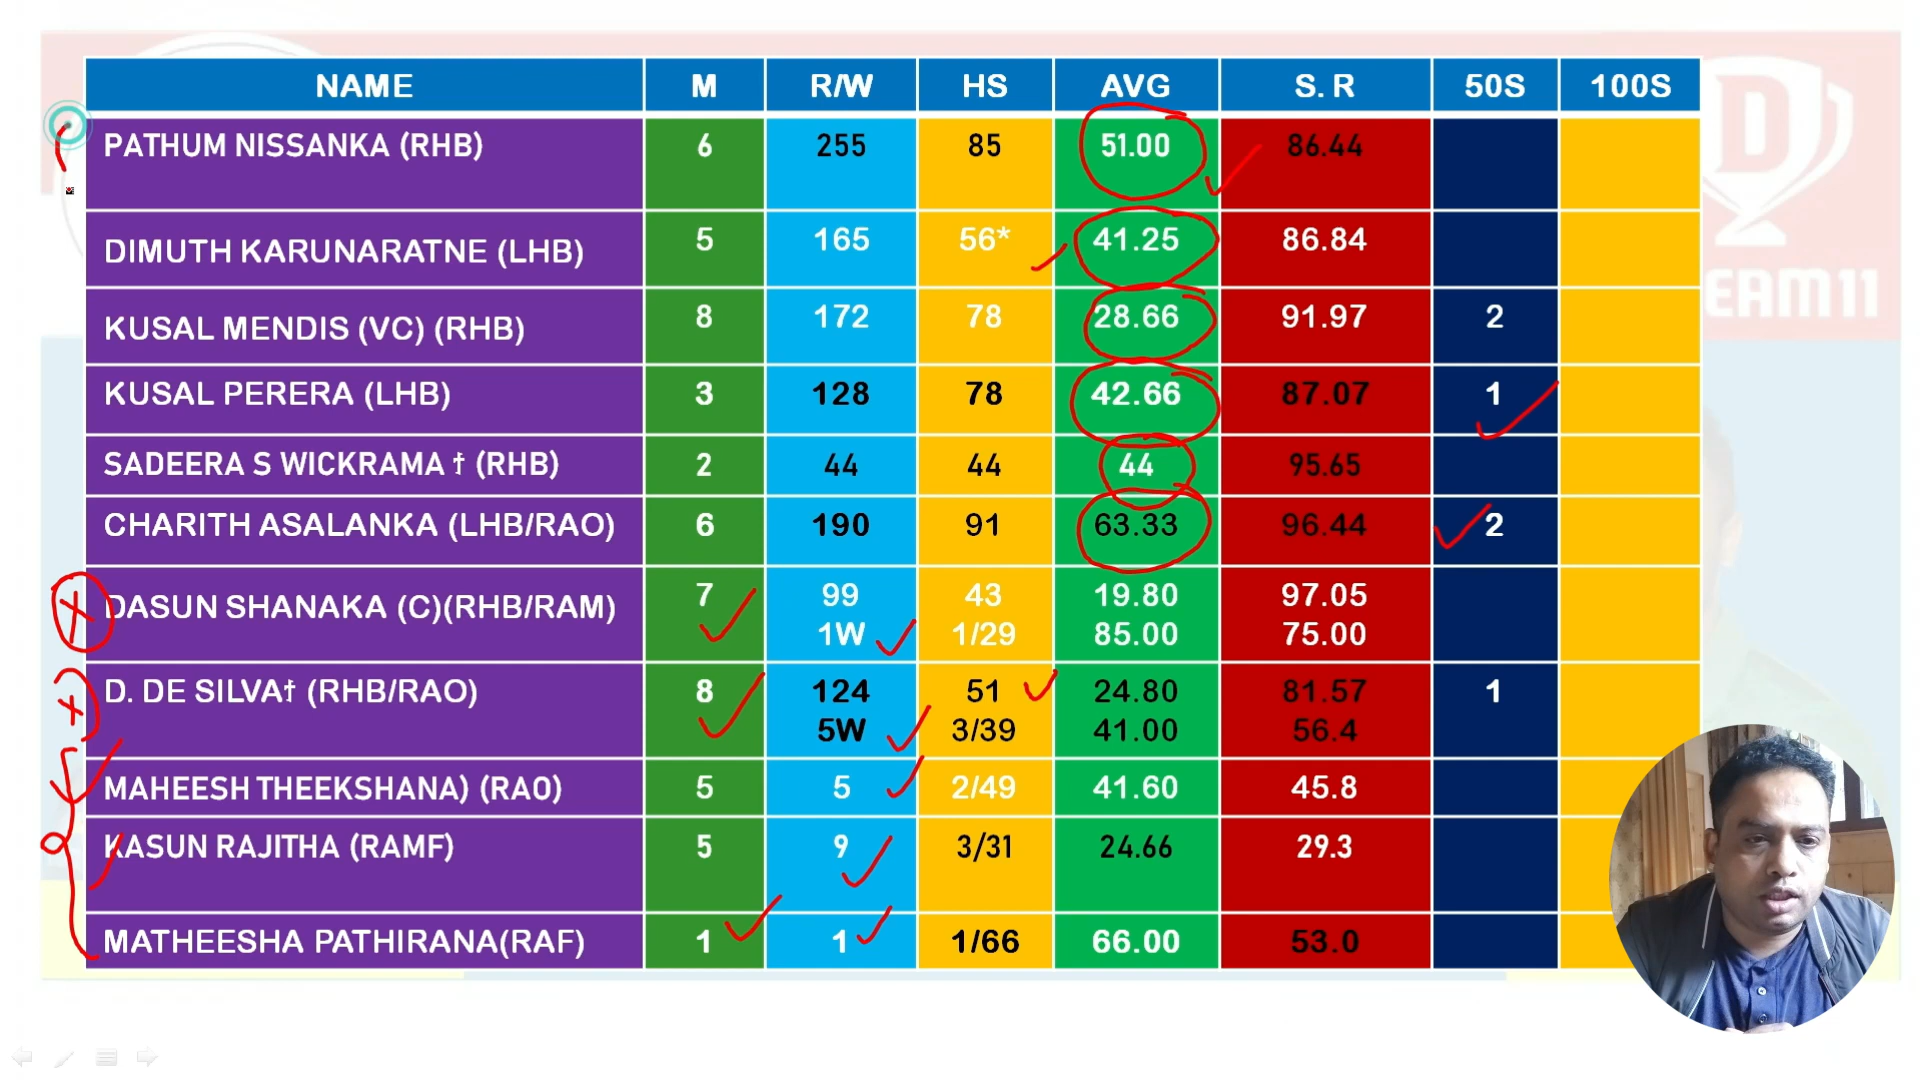 NAME M R/W HS AVG S. R 50S 100S
PATHUM NISSANKA (RHB) 6 255 85 51.00 86.44
DIMUTH KARUNARATNE (LHB) 5 165 56* 41.25 86.84
KUSAL MENDIS (VC) (RHB) 8 172 78 28.66 91.97 2
KUSAL PERERA (LHB) 3 128 78 42.66 87.07 1
SADEERA S WICKRAMA † (RHB) 2 44 44 44 95.65
CHARITH ASALANKA (LHB/RAO) 6 190 91 63.33 96.44 2
DASUN SHANAKA (C)(RHB/RAM) 7 99 43 19.80 97.05
1W 1/29 85.00 75.00
D. DE SILVA† (RHB/RAO) 8 124 51 24.80 81.57 1
5W 3/39 41.00 56.4
MAHEESH THEEKSHANA) (RAO) 5 5 2/49 41.60 45.8
KASUN RAJITHA (RAMF) 5 9 3/31 24.66 29.3
MATHEESHA PATHIRANA(RAF) 1 1 1/66 66.00 53.0
D
EAM11